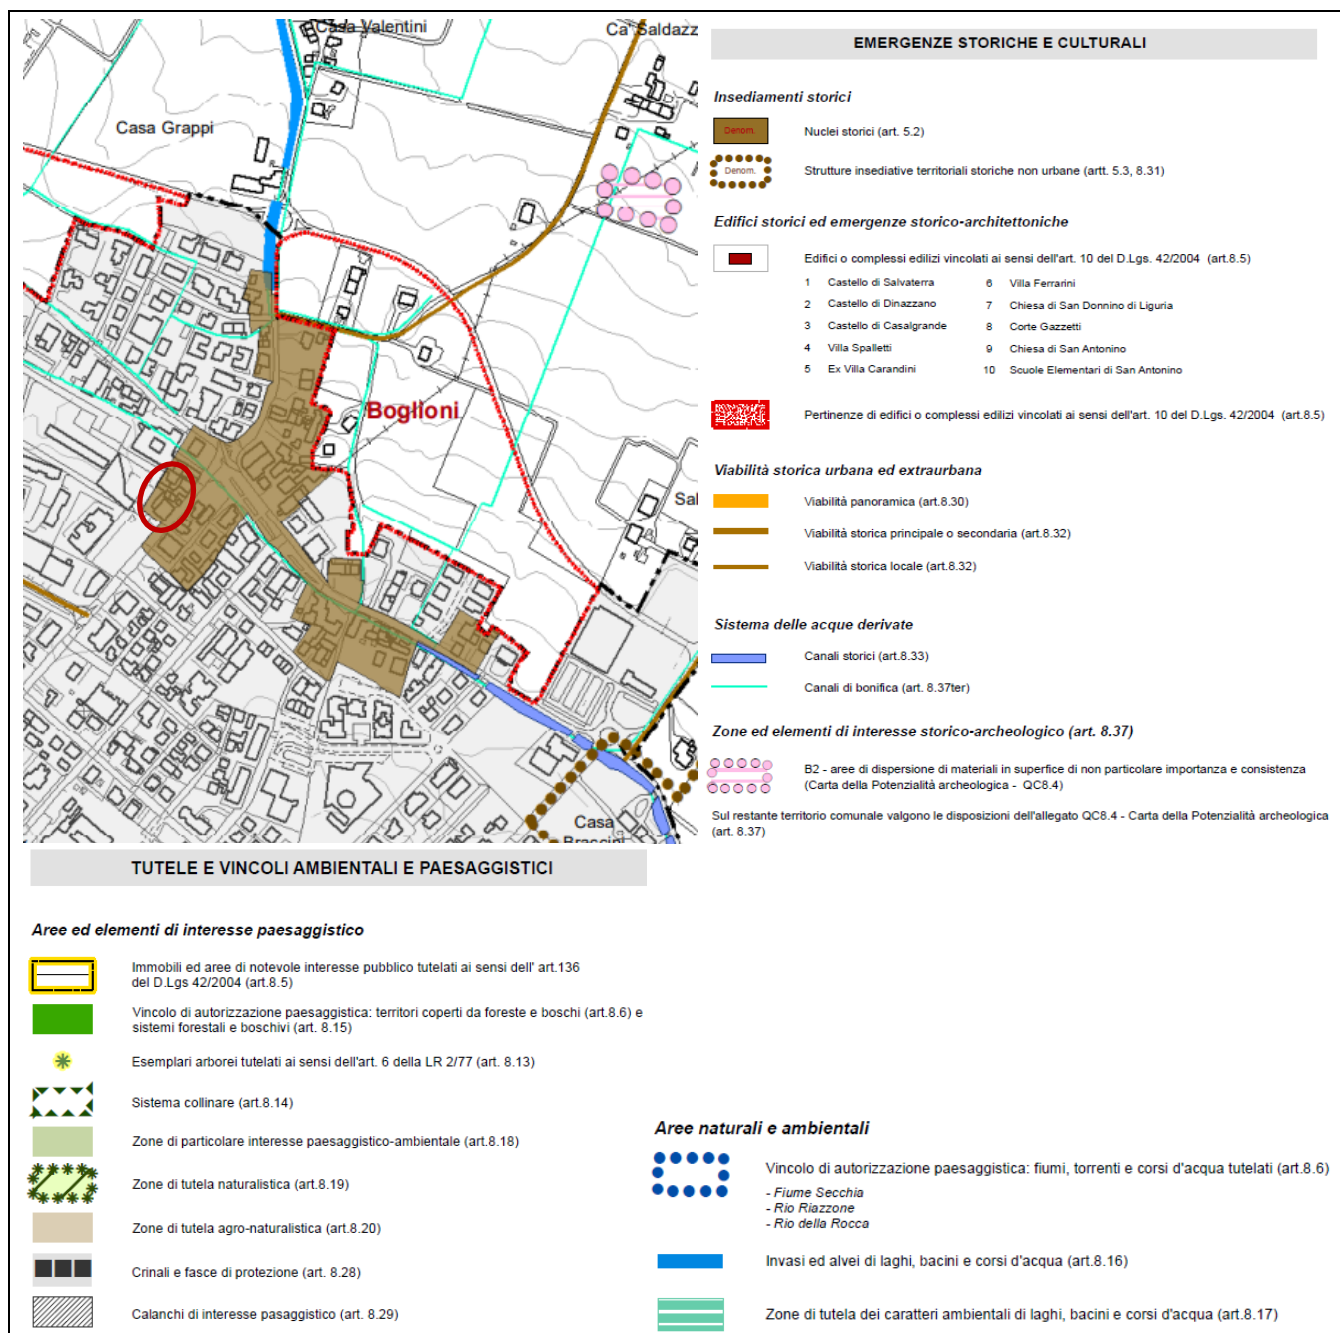 Casa Valentini
Ca' Saldazz
Casa Grappi
Boglioni
Sal
Casa
Braccini
EMERGENZE STORICHE E CULTURALI
Insediamenti storici
Denom.
Nuclei storici (art. 5.2)
Denom.
Strutture insediative territoriali storiche non urbane (artt. 5.3, 8.31)
Edifici storici ed emergenze storico-architettoniche
Edifici o complessi edilizi vincolati ai sensi dell'art. 10 del D.Lgs. 42/2004 (art.8.5)
1 Castello di Salvaterra
2 Castello di Dinazzano
3 Castello di Casalgrande
4 Villa Spalletti
5 Ex Villa Carandini
6 Villa Ferrarini
7 Chiesa di San Donnino di Liguria
8 Corte Gazzetti
9 Chiesa di San Antonino
10 Scuole Elementari di San Antonino
Pertinenze di edifici o complessi edilizi vincolati ai sensi dell'art. 10 del D.Lgs. 42/2004 (art.8.5)
Viabilità storica urbana ed extraurbana
Viabilità panoramica (art.8.30)
Viabilità storica principale o secondaria (art.8.32)
Viabilità storica locale (art.8.32)
Sistema delle acque derivate
Canali storici (art.8.33)
Canali di bonifica (art. 8.37ter)
Zone ed elementi di interesse storico-archeologico (art. 8.37)
B2 - aree di dispersione di materiali in superfice di non particolare importanza e consistenza
(Carta della Potenzialità archeologica - QC8.4)
Sul restante territorio comunale valgono le disposizioni dell'allegato QC8.4 - Carta della Potenzialità archeologica
(art. 8.37)
TUTELE E VINCOLI AMBIENTALI E PAESAGGISTICI
Aree ed elementi di interesse paesaggistico
Immobili ed aree di notevole interesse pubblico tutelati ai sensi dell' art.136
del D.Lgs 42/2004 (art.8.5)
Vincolo di autorizzazione paesaggistica: territori coperti da foreste e boschi (art.8.6) e
sistemi forestali e boschivi (art. 8.15)
Esemplari arborei tutelati ai sensi dell'art. 6 della LR 2/77 (art. 8.13)
Sistema collinare (art.8.14)
Zone di particolare interesse paesaggistico-ambientale (art.8.18)
Zone di tutela naturalistica (art.8.19)
Zone di tutela agro-naturalistica (art.8.20)
Crinali e fasce di protezione (art. 8.28)
Calanchi di interesse pasaggistico (art. 8.29)
Aree naturali e ambientali
Vincolo di autorizzazione paesaggistica: fiumi, torrenti e corsi d'acqua tutelati (art.8.6)
- Fiume Secchia
- Rio Riazzone
- Rio della Rocca
Invasi ed alvei di laghi, bacini e corsi d'acqua (art.8.16)
Zone di tutela dei caratteri ambientali di laghi, bacini e corsi d'acqua (art.8.17)